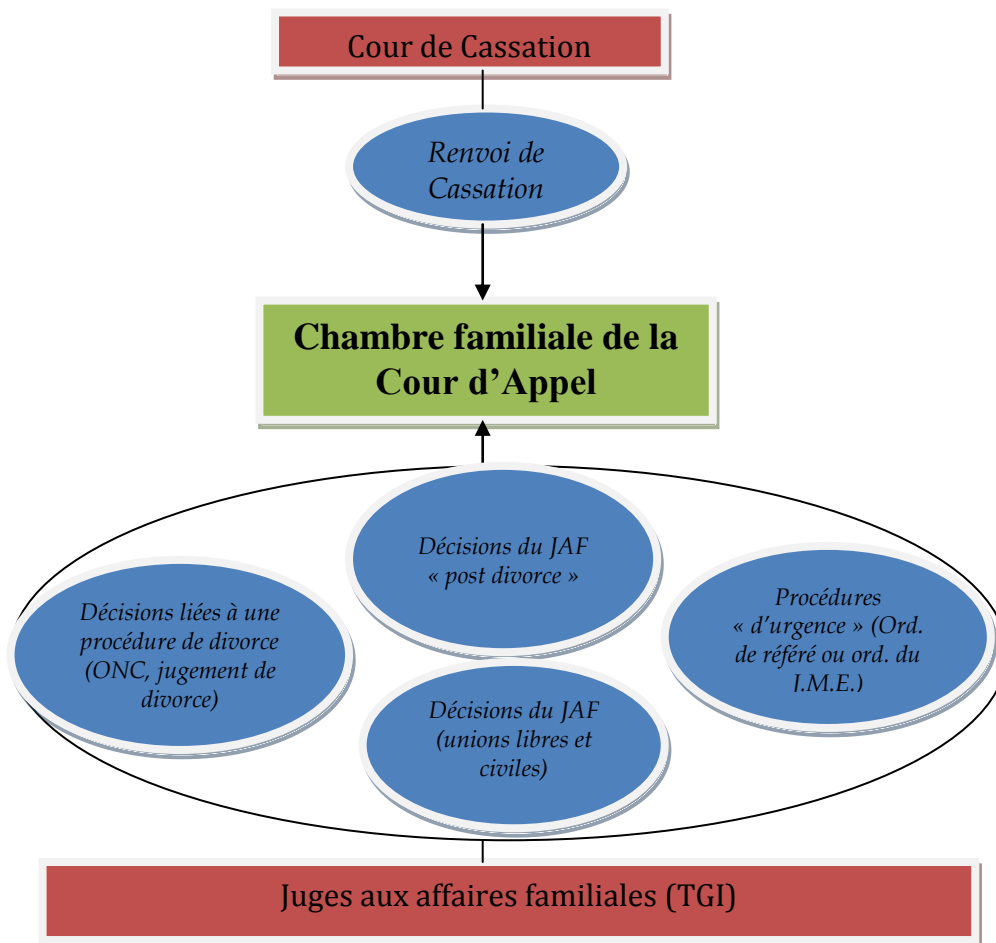 Cour de Cassation
Renvoi de
Cassation
Chambre familiale de la
Cour d’Appel
Décisions du JAF
« post divorce »
Décisions liées à une
procédure de divorce
(ONC, jugement de
divorce)
Procédures
« d’urgence » (Ord.
de référé ou ord. du
J.M.E.)
Décisions du JAF
(unions libres et
civiles)
Juges aux affaires familiales (TGI)